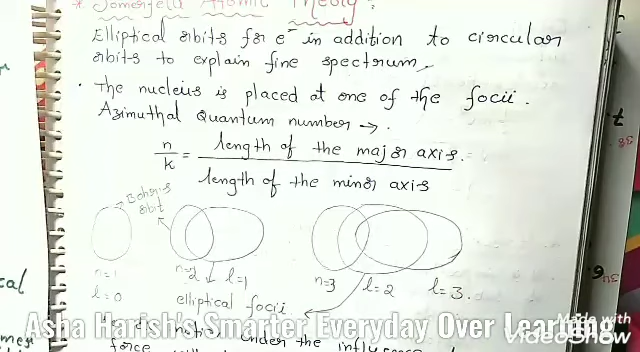 * Somerfeld Atomic Theory:
Elliptical orbits for e⁻ in addition to circular
orbits to explain fine spectrum.
· The nucleus is placed at one of the focii.
Azimuthal Quantum number →.
n/k = length of the major axis.
length of the minor axis
Bohr's
orbit
n=1
l=0
n=2
l=1
n=3
l=2
l=3.
elliptical focii.
under the
force
Made with
VideoShow
Asha Harish's Smarter Everyday Over Learning